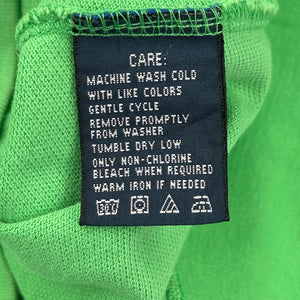 CARE:
MACHINE WASH COLD
WITH LIKE COLORS
GENTLE CYCLE
REMOVE PROMPTLY
FROM WASHER
TUMBLE DRY LOW
ONLY NON-CHLORINE
BLEACH WHEN REQUIRED
WARM IRON IF NEEDED
30°